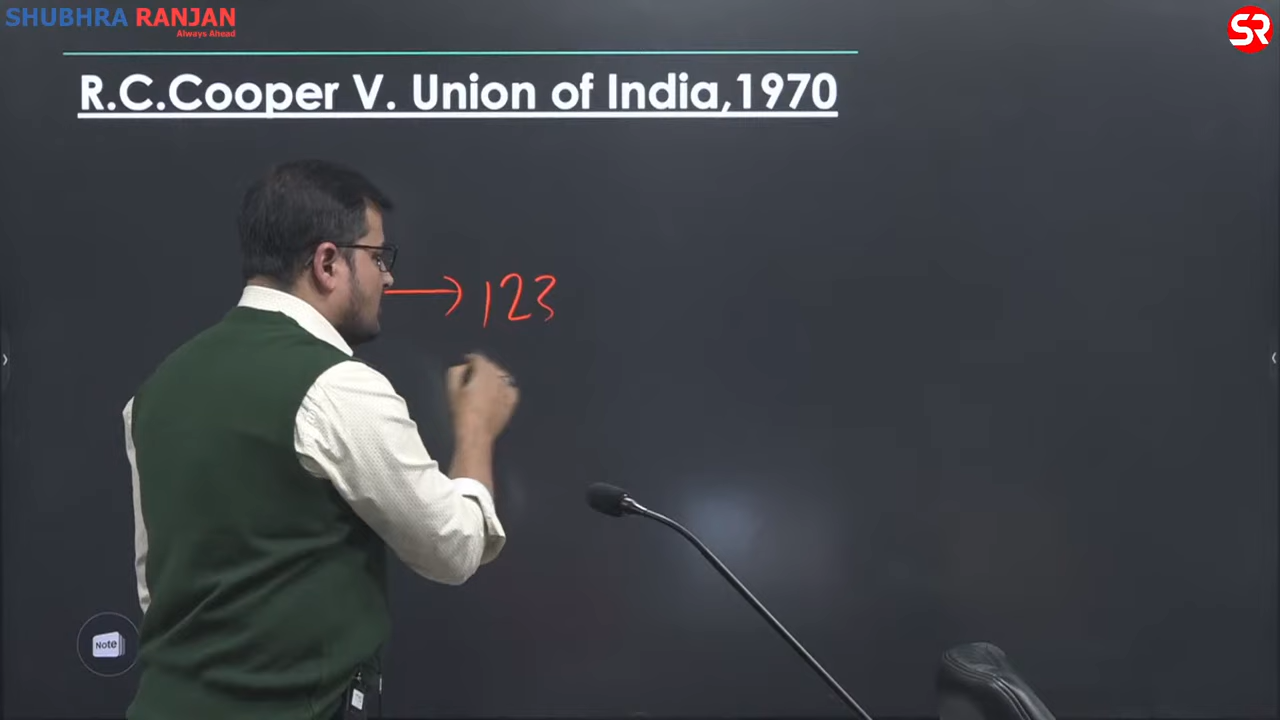 SHUBHRA RANJAN
Always Ahead
SR
R.C.Cooper V. Union of India,1970
→ 123
Note